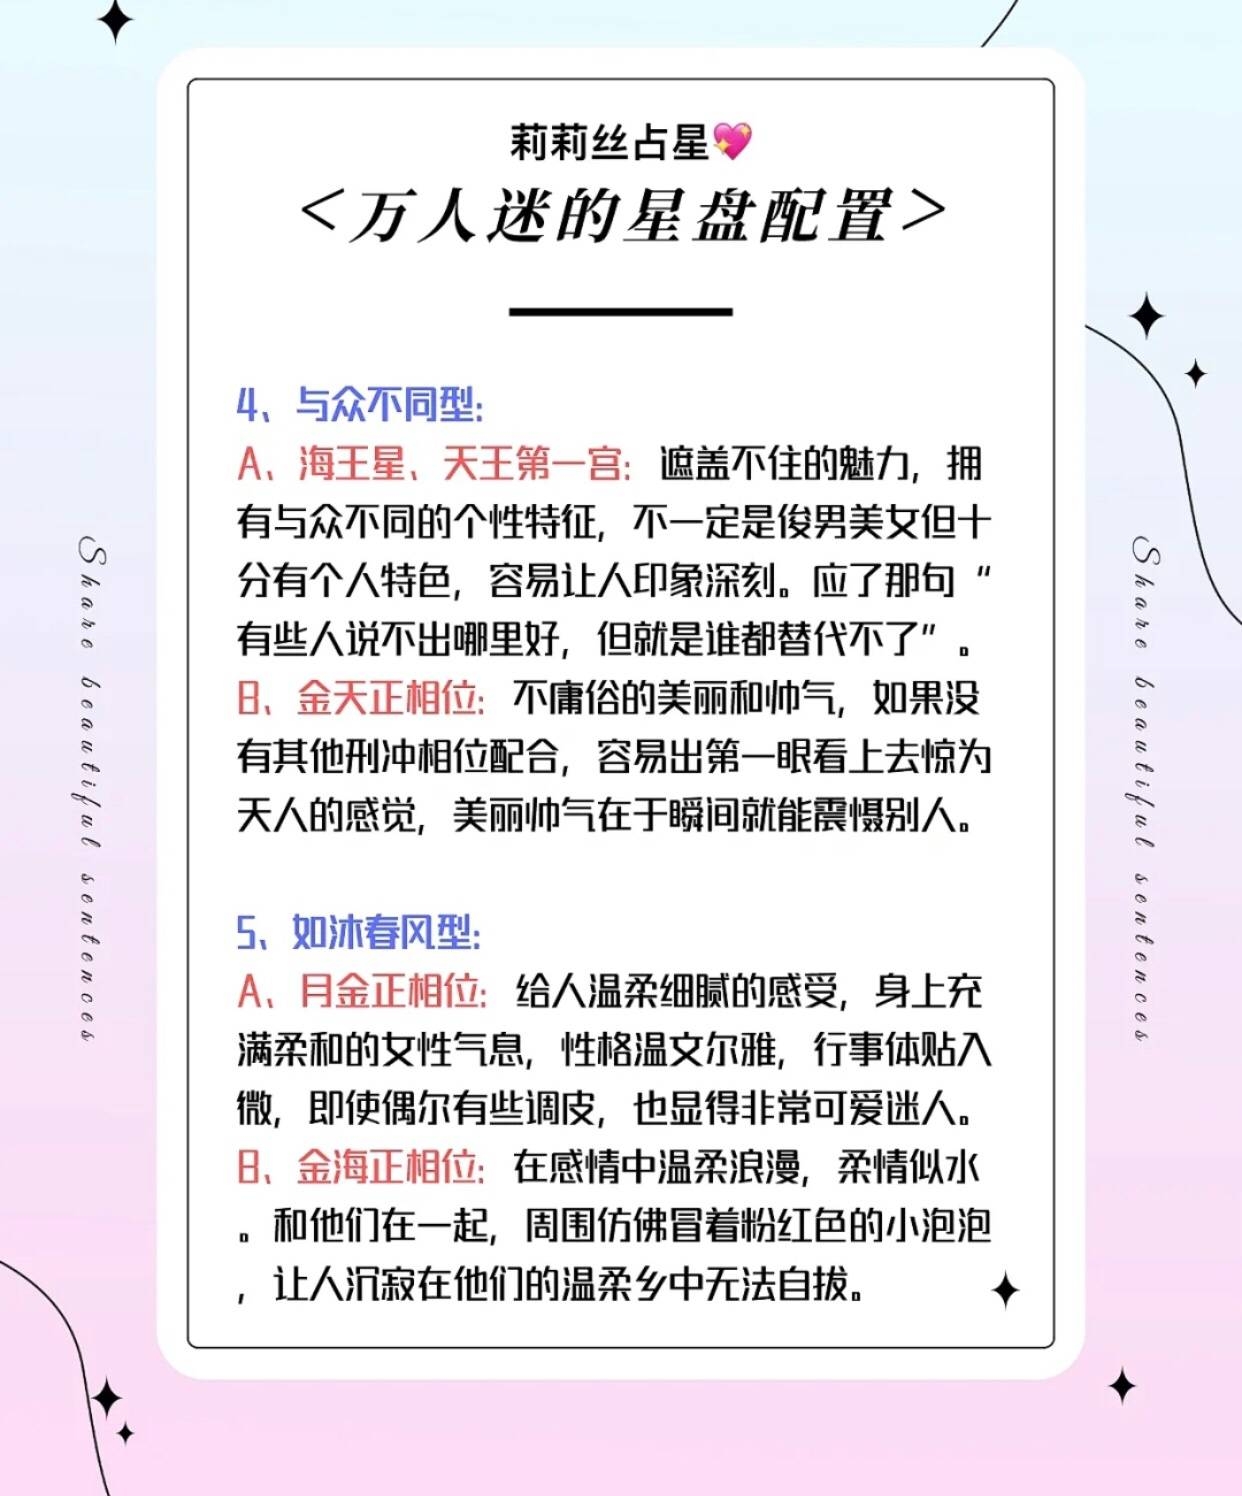 莉莉丝占星💖
<万人迷的星盘配置>
4、与众不同型:
A、海王星、天王第一宫: 遮盖不住的魅力，拥
有与众不同的个性特征，不一定是俊男美女但十
分有个人特色，容易让人印象深刻。应了那句“
有些人说不出哪里好，但就是谁都替代不了”。
B、金天正相位: 不庸俗的美丽和帅气，如果没
有其他刑冲相位配合，容易出第一眼看上去惊为
天人的感觉，美丽帅气在于瞬间就能震慑别人。
5、如沐春风型:
A、月金正相位: 给人温柔细腻的感受，身上充
满柔和的女性气息，性格温文尔雅，行事体贴入
微，即使偶尔有些调皮，也显得非常可爱迷人。
B、金海正相位: 在感情中温柔浪漫，柔情似水
。和他们在一起，周围仿佛冒着粉红色的小泡泡
，让人沉寂在他们的温柔乡中无法自拔。
Share beautiful sentences
Share beautiful sentences